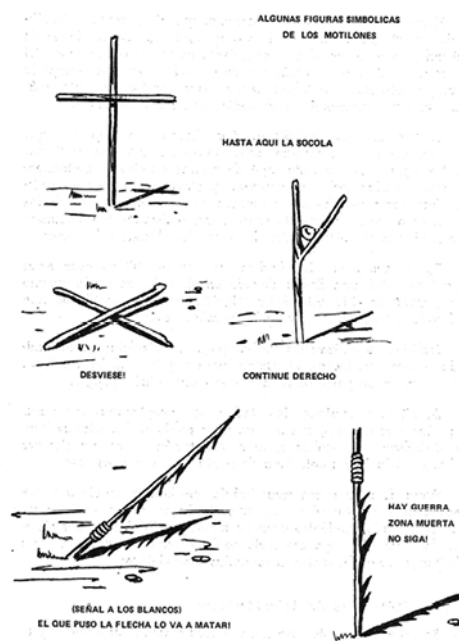 ALGUNAS FIGURAS SIMBOLICAS
DE LOS MOTILONES
HASTA AQUI LA SOCOLA
DESVIESE!
CONTINUE DERECHO
HAY GUERRA
ZONA MUERTA
NO SIGA!
(SEÑAL A LOS BLANCOS)
EL QUE PUSO LA FLECHA LO VA A MATAR!